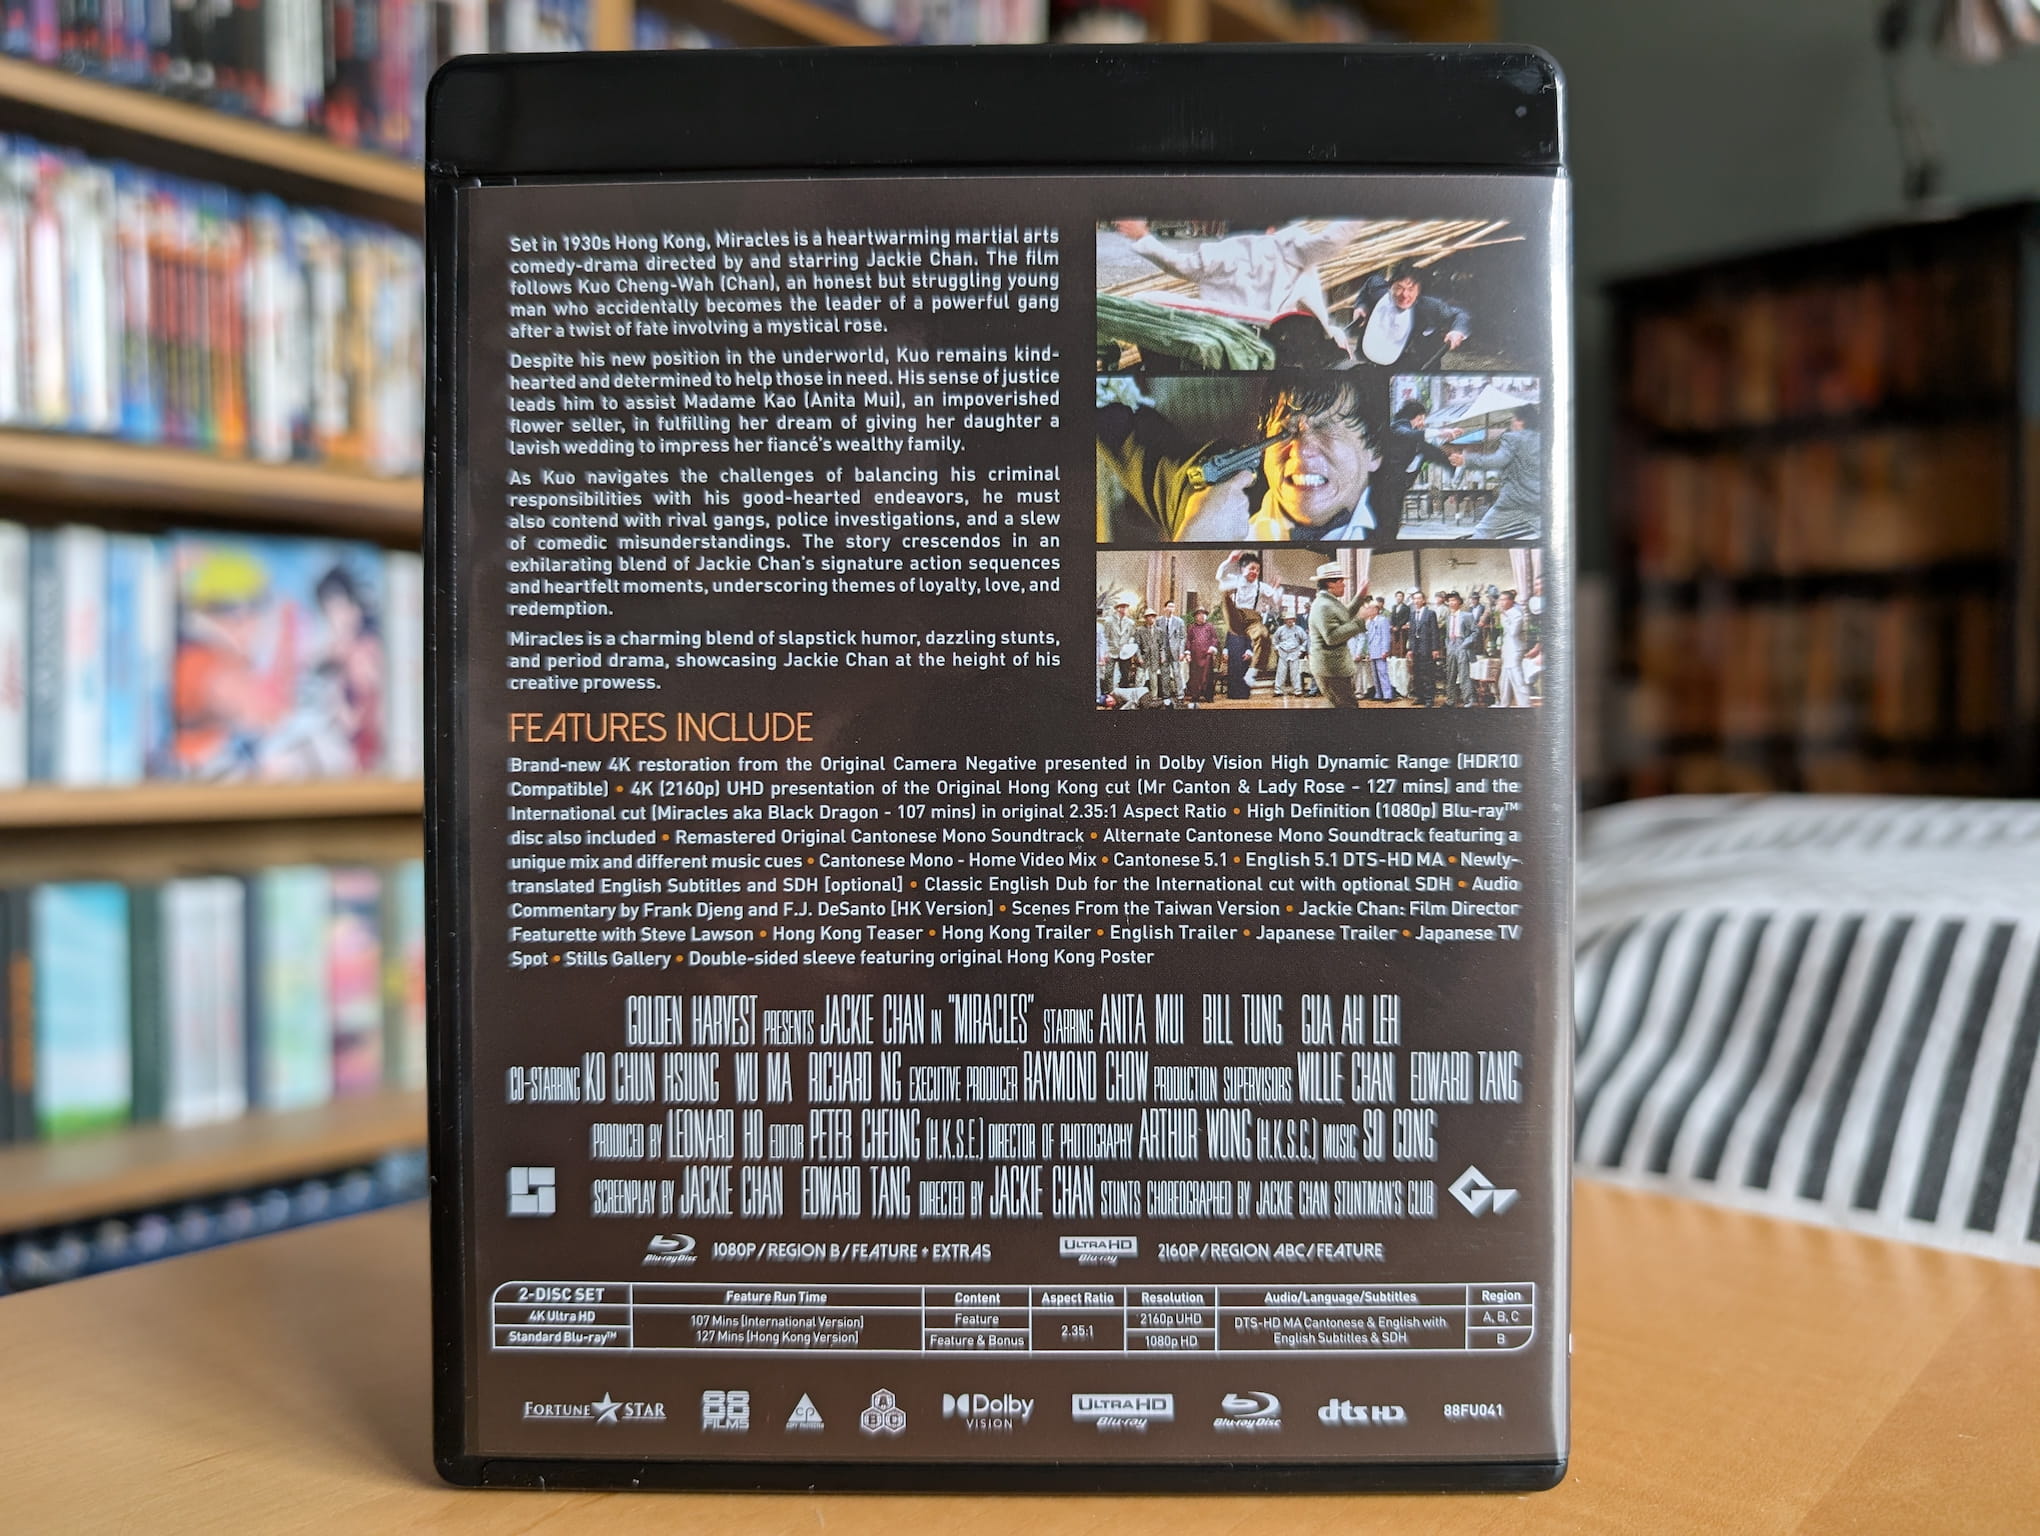 Set in 1930s Hong Kong, Miracles is a heartwarming martial arts
comedy-drama directed by and starring Jackie Chan. The film
follows Kuo Cheng-Wah (Chan), an honest but struggling young
man who accidentally becomes the leader of a powerful gang
after a twist of fate involving a mystical rose.
Despite his new position in the underworld, Kuo remains kind-
hearted and determined to help those in need. His sense of justice
leads him to assist Madame Kao (Anita Mui), an impoverished
flower seller, in fulfilling her dream of giving her daughter a
lavish wedding to impress her fiancé's wealthy family.
As Kuo navigates the challenges of balancing his criminal
responsibilities with his good-hearted endeavors, he must
also contend with rival gangs, police investigations, and a slew
of comedic misunderstandings. The story crescendos in an
exhilarating blend of Jackie Chan's signature action sequences
and heartfelt moments, underscoring themes of loyalty, love, and
redemption.
Miracles is a charming blend of slapstick humor, dazzling stunts,
and period drama, showcasing Jackie Chan at the height of his
creative prowess.
FEATURES INCLUDE
Brand-new 4K restoration from the Original Camera Negative presented in Dolby Vision High Dynamic Range (HDR10
Compatible) • 4K (2160p) UHD presentation of the Original Hong Kong cut (Mr Canton & Lady Rose - 127 mins) and the
International cut (Miracles aka Black Dragon - 107 mins) in original 2.35:1 Aspect Ratio • High Definition (1080p) Blu-ray™
disc also included • Remastered Original Cantonese Mono Soundtrack • Alternate Cantonese Mono Soundtrack featuring a
unique mix and different music cues • Cantonese Mono - Home Video Mix • Cantonese 5.1 • English 5.1 DTS-HD MA • Newly-
translated English Subtitles and SDH [optional] • Classic English Dub for the International cut with optional SDH • Audio
Commentary by Frank Djeng and F.J. DeSanto [HK Version] • Scenes From the Taiwan Version • Jackie Chan: Film Director
Featurette with Steve Lawson • Hong Kong Teaser • Hong Kong Trailer • English Trailer • Japanese Trailer • Japanese TV
Spot • Stills Gallery • Double-sided sleeve featuring original Hong Kong Poster
GOLDEN HARVEST PRESENTS JACKIE CHAN IN "MIRACLES" STARRING ANITA MUI BILL TUNG GUA AH LEH
CO-STARRING KO CHUN HSIUNG WU MA RICHARD NG EXECUTIVE PRODUCER RAYMOND CHOW PRODUCTION SUPERVISORS WILLIE CHAN EDWARD TANG
PRODUCED BY LEONARD HO EDITOR PETER CHEUNG (H.K.S.E.) DIRECTOR OF PHOTOGRAPHY ARTHUR WONG (H.K.S.C.) MUSIC SO CONG
SCREENPLAY BY JACKIE CHAN EDWARD TANG DIRECTED BY JACKIE CHAN STUNTS CHOREOGRAPHED BY JACKIE CHAN STUNTMAN'S CLUB
Blu-ray Disc 1080P/REGION B/FEATURE + EXTRAS ULTRA HD Blu-ray 2160P/REGION ABC/FEATURE
2-DISC SET Feature Run Time Content Aspect Ratio Resolution Audio/Language/Subtitles Region
4K Ultra HD 107 Mins (International Version) Feature 2.35:1 2160p UHD DTS-HD MA Cantonese & English with A, B, C
Standard Blu-ray™ 127 Mins (Hong Kong Version) Feature & Bonus 1080p HD English Subtitles & SDH B
FORTUNE STAR 88 FILMS CP COPY PROTECTED A B C Dolby VISION ULTRA HD Blu-ray Blu-ray Disc dts HD 88FU041